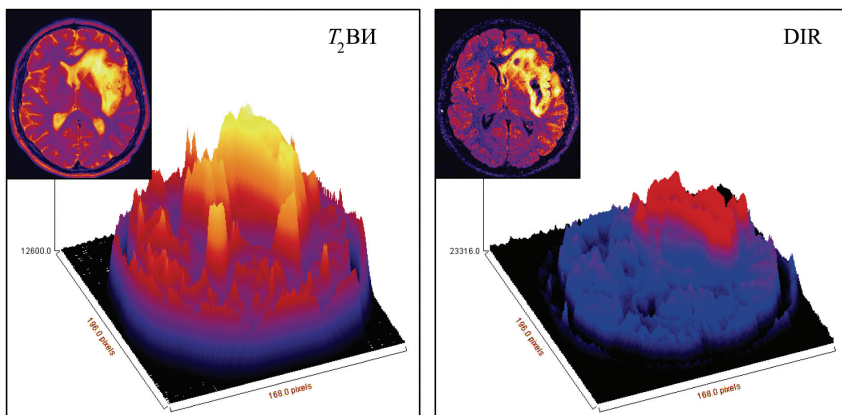 T₂ВИ
12600.0
196.0 pixels
169.0 pixels
DIR
23316.0
196.0 pixels
168.0 pixels